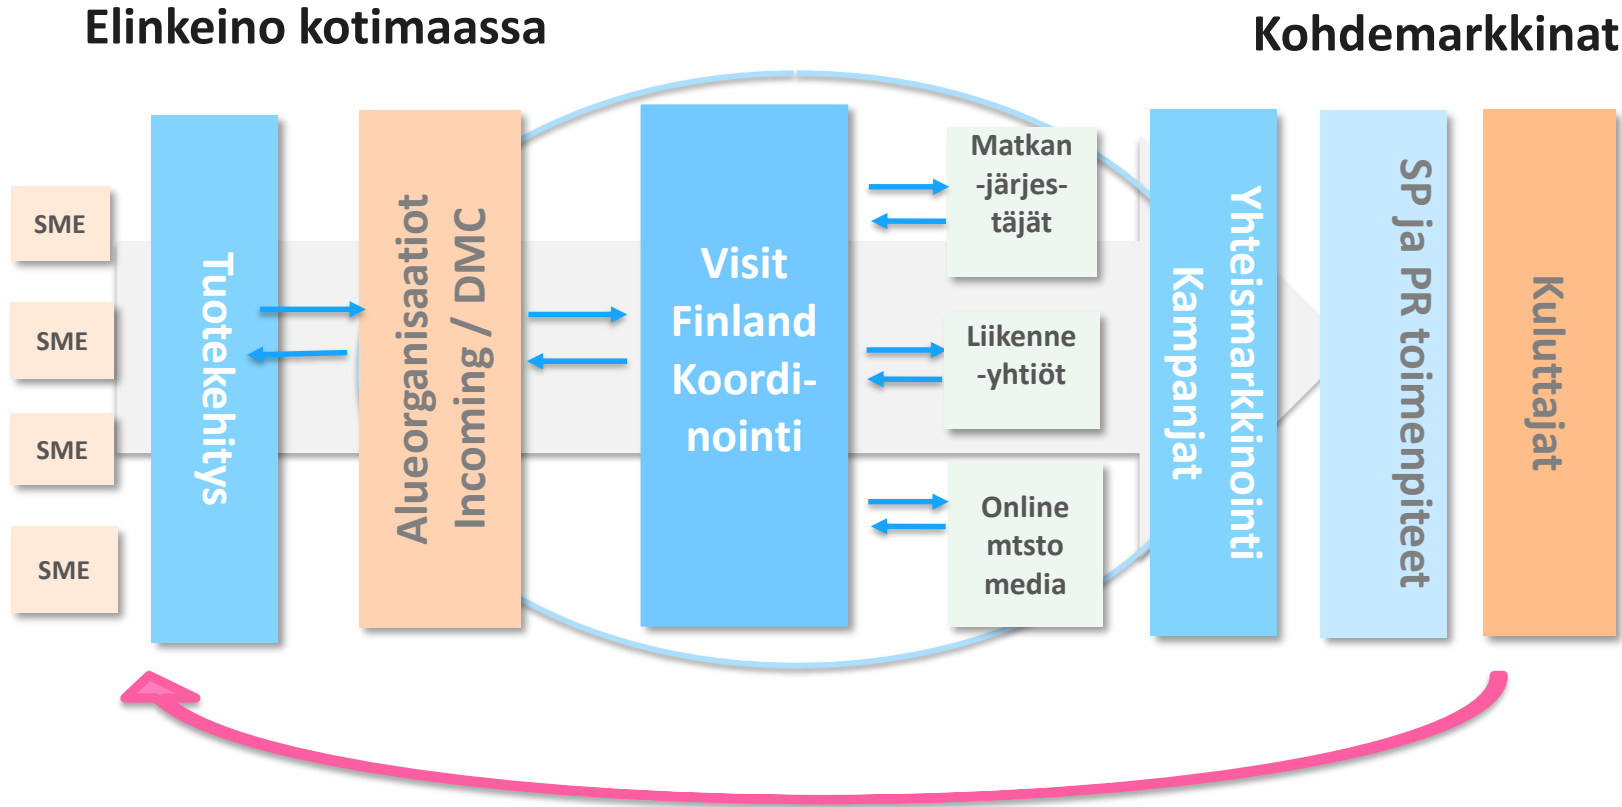 Elinkeino kotimaassa
Kohdemarkkinat
SME
SME
SME
SME
Tuotekehitys
Alueorganisaatiot
Incoming / DMC
Visit
Finland
Koordi-
nointi
Matkan
-järjes-
täjät
Liikenne
-yhtiöt
Online
mtsto
media
Yhteismarkkinointi
Kampanjat
SP ja PR toimenpiteet
Kuluttajat